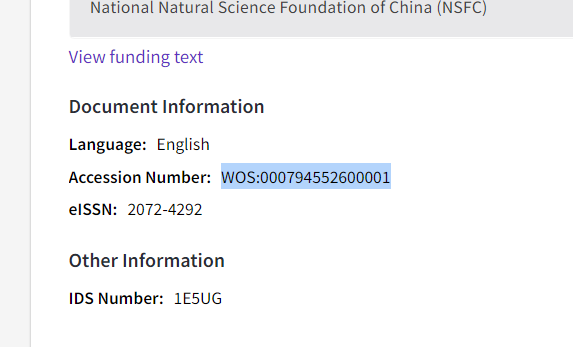 National Natural Science Foundation of China (NSFC)
View funding text
Document Information
Language: English
Accession Number: WOS:000794552600001
eISSN: 2072-4292
Other Information
IDS Number: 1E5UG